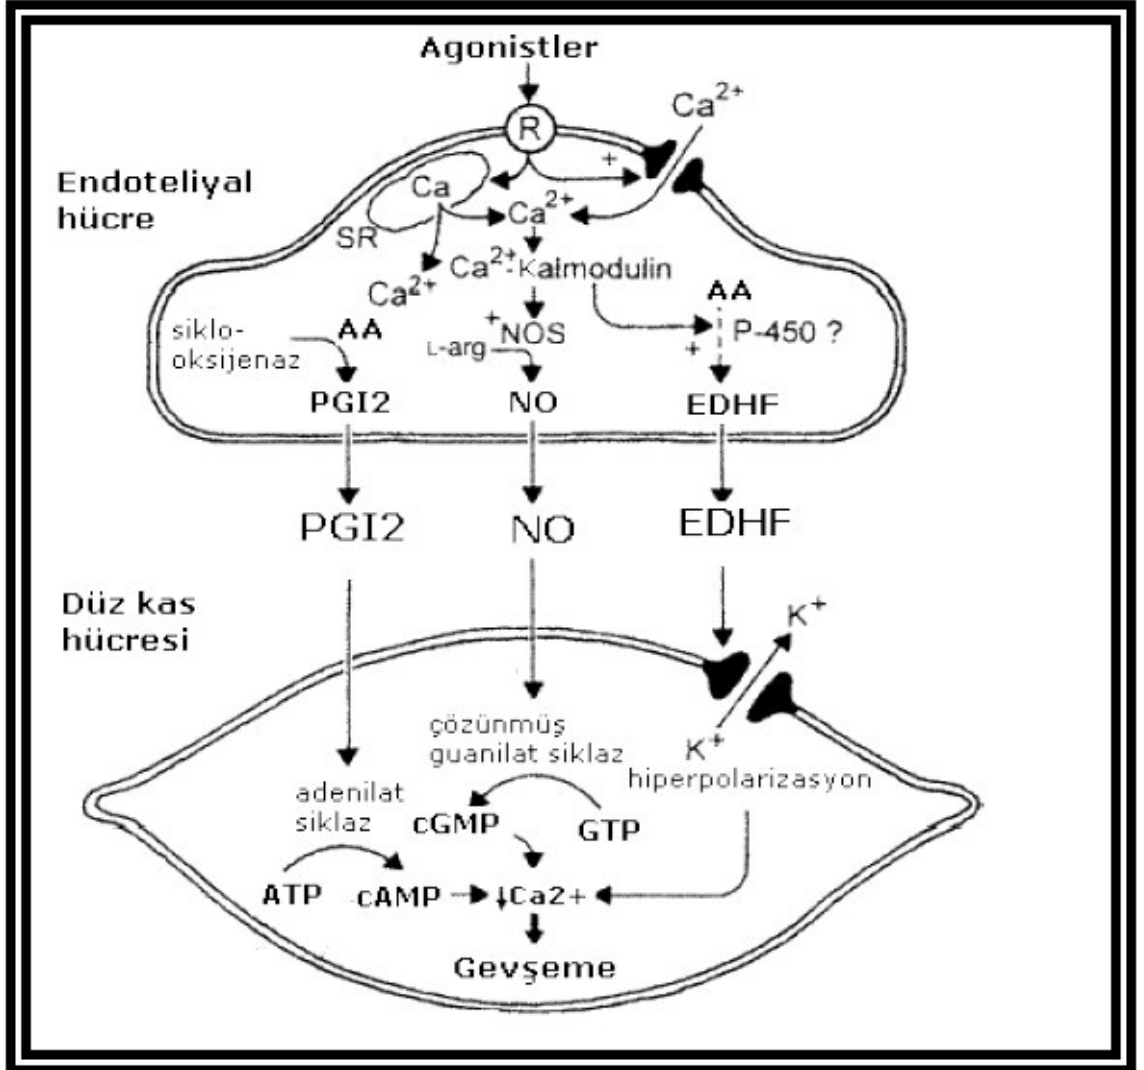 Agonistler
Ca2+
R
+
Endoteliyal
hücre
Ca
Ca2+
SR
Ca2+-Kalmodulin
Ca2+
AA
siklo-
oksijenaz
AA
+NOS
P-450 ?
L-arg
+
PGI2
NO
EDHF
PGI2
NO
EDHF
Düz kas
hücresi
K+
çözünmüş
guanilat siklaz
K+
hiperpolarizasyon
adenilat
siklaz
cGMP
GTP
ATP
cAMP
↓Ca2+
Gevşeme